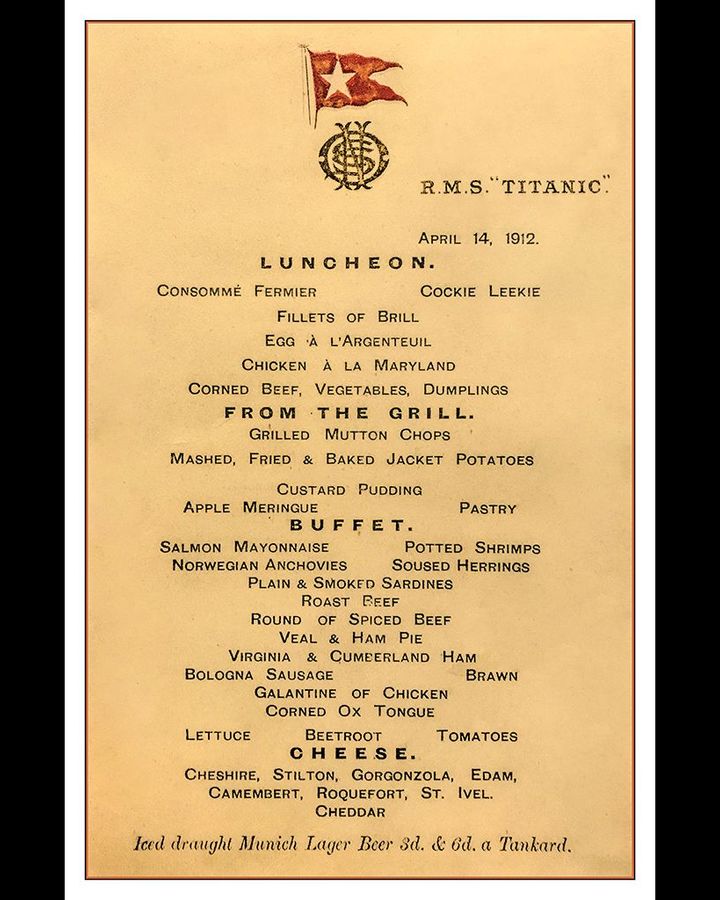 R.M.S. "TITANIC."
APRIL 14, 1912.
LUNCHEON.
CONSOMMÉ FERMIER COCKIE LEEKIE
FILLETS OF BRILL
EGG À L'ARGENTEUIL
CHICKEN À LA MARYLAND
CORNED BEEF, VEGETABLES, DUMPLINGS
FROM THE GRILL.
GRILLED MUTTON CHOPS
MASHED, FRIED & BAKED JACKET POTATOES
CUSTARD PUDDING
APPLE MERINGUE PASTRY
BUFFET.
SALMON MAYONNAISE POTTED SHRIMPS
NORWEGIAN ANCHOVIES SOUSED HERRINGS
PLAIN & SMOKED SARDINES
ROAST BEEF
ROUND OF SPICED BEEF
VEAL & HAM PIE
VIRGINIA & CUMBERLAND HAM
BOLOGNA SAUSAGE BRAWN
GALANTINE OF CHICKEN
CORNED OX TONGUE
LETTUCE BEETROOT TOMATOES
CHEESE.
CHESHIRE, STILTON, GORGONZOLA, EDAM,
CAMEMBERT, ROQUEFORT, ST. IVEL.
CHEDDAR
Iced draught Munich Lager Beer 3d. & 6d. a Tankard.